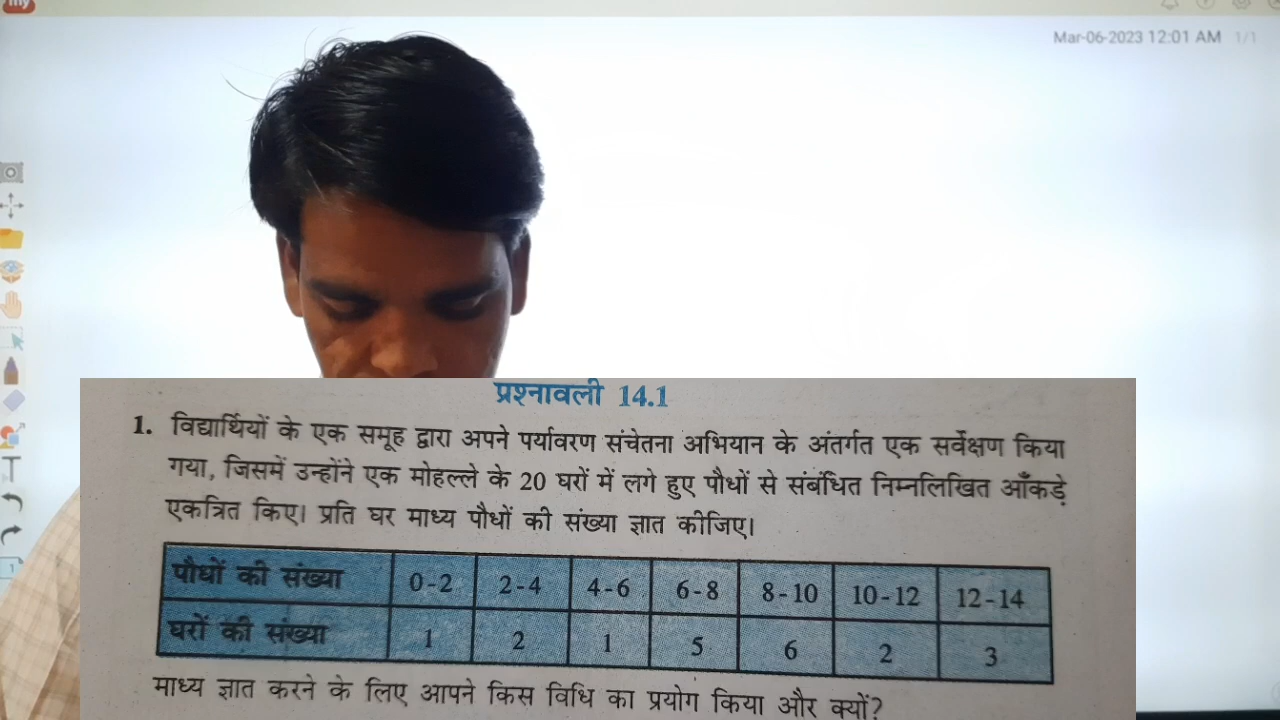 my
Mar-06-2023 12:01 AM 1/1
प्रश्नावली 14.1
1. विद्यार्थियों के एक समूह द्वारा अपने पर्यावरण संचेतना अभियान के अंतर्गत एक सर्वेक्षण किया
गया, जिसमें उन्होंने एक मोहल्ले के 20 घरों में लगे हुए पौधों से संबंधित निम्नलिखित आँकड़े
एकत्रित किए। प्रति घर माध्य पौधों की संख्या ज्ञात कीजिए।
पौधों की संख्या 0-2 2-4 4-6 6-8 8-10 10-12 12-14
घरों की संख्या 1 2 1 5 6 2 3
माध्य ज्ञात करने के लिए आपने किस विधि का प्रयोग किया और क्यों?